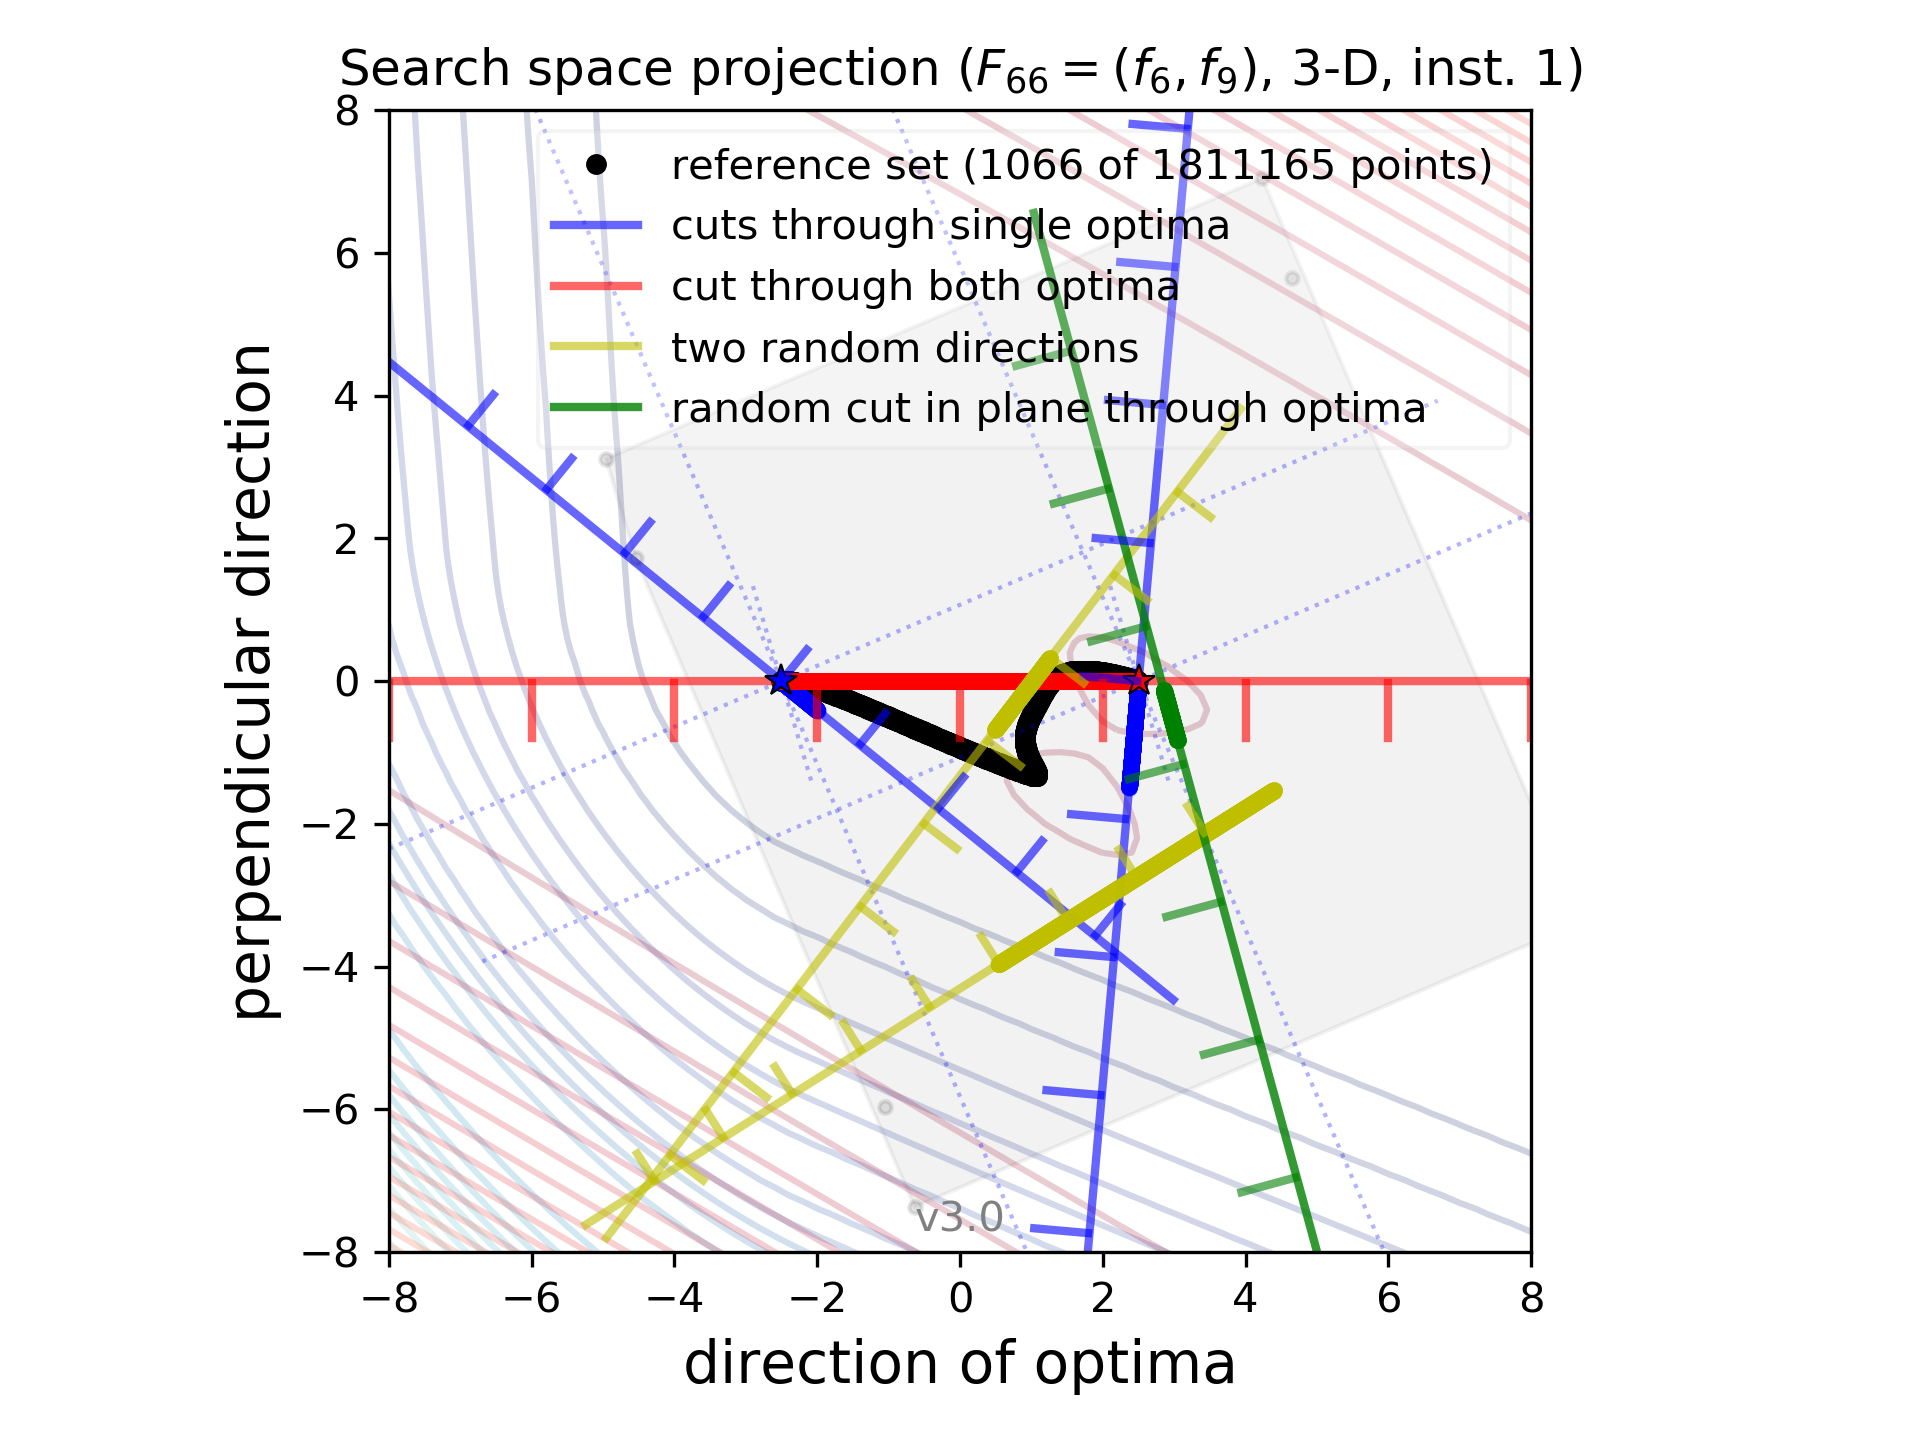 Search space projection (F66 = (f6, f9), 3-D, inst. 1)
reference set (1066 of 1811165 points)
cuts through single optima
cut through both optima
two random directions
random cut in plane through optima
perpendicular direction
8
6
4
2
0
−2
−4
−6
−8
v3.0
−8 −6 −4 −2 0 2 4 6 8
direction of optima